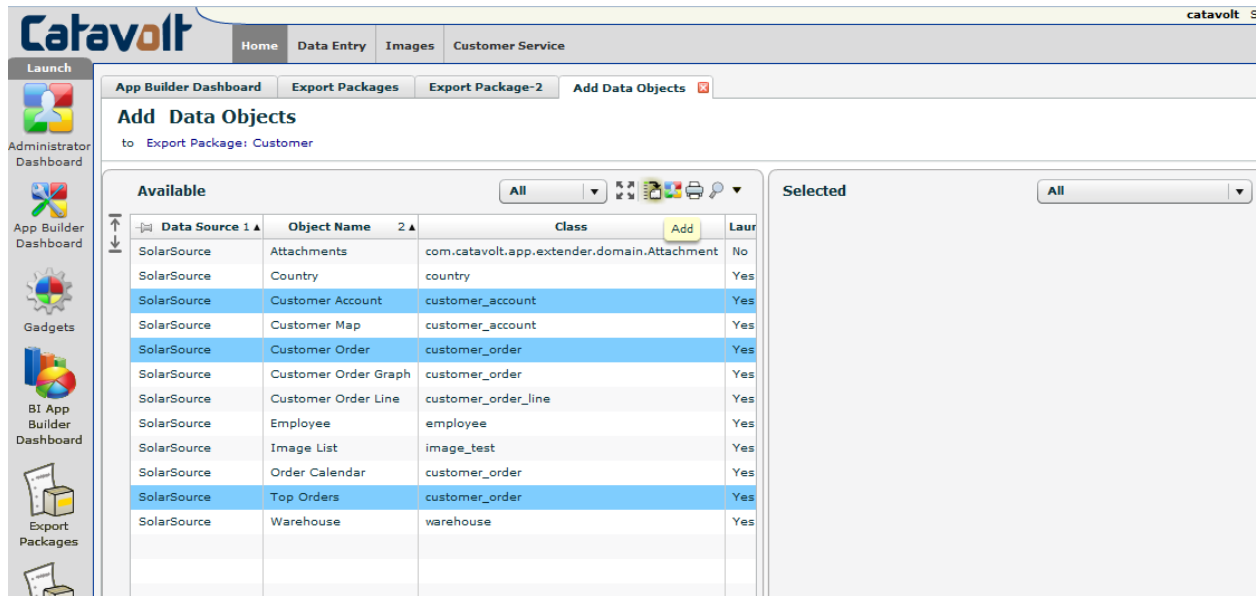 catavolt S
Catavolt
Home Data Entry Images Customer Service
Launch
Administrator
Dashboard
App Builder
Dashboard
Gadgets
BI App
Builder
Dashboard
Export
Packages
App Builder Dashboard Export Packages Export Package-2 Add Data Objects
Add Data Objects
to Export Package: Customer
Available All
Data Source 1 Object Name 2 Class Laur
Add
SolarSource Attachments com.catavolt.app.extender.domain.Attachment No
SolarSource Country country Yes
SolarSource Customer Account customer_account Yes
SolarSource Customer Map customer_account Yes
SolarSource Customer Order customer_order Yes
SolarSource Customer Order Graph customer_order Yes
SolarSource Customer Order Line customer_order_line Yes
SolarSource Employee employee Yes
SolarSource Image List image_test Yes
SolarSource Order Calendar customer_order Yes
SolarSource Top Orders customer_order Yes
SolarSource Warehouse warehouse Yes
Selected All